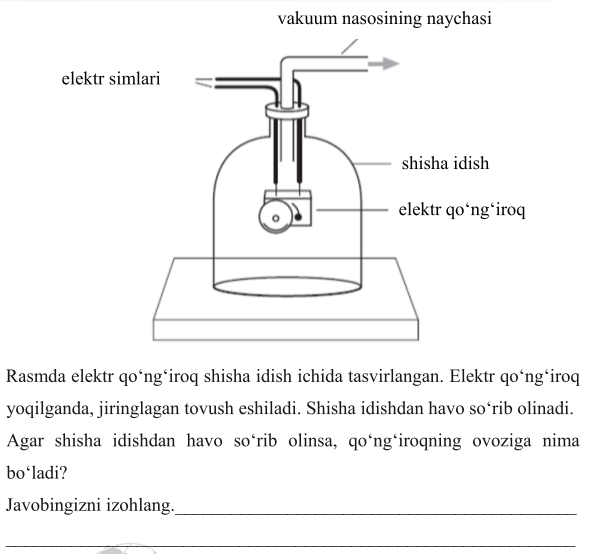 vakuum nasosining naychasi
elektr simlari
shisha idish
elektr qo‘ng‘iroq
Rasmda elektr qo‘ng‘iroq shisha idish ichida tasvirlangan. Elektr qo‘ng‘iroq
yoqilganda, jiringlagan tovush eshiladi. Shisha idishdan havo so‘rib olinadi.
Agar shisha idishdan havo so‘rib olinsa, qo‘ng‘iroqning ovoziga nima
bo‘ladi?
Javobingizni izohlang.